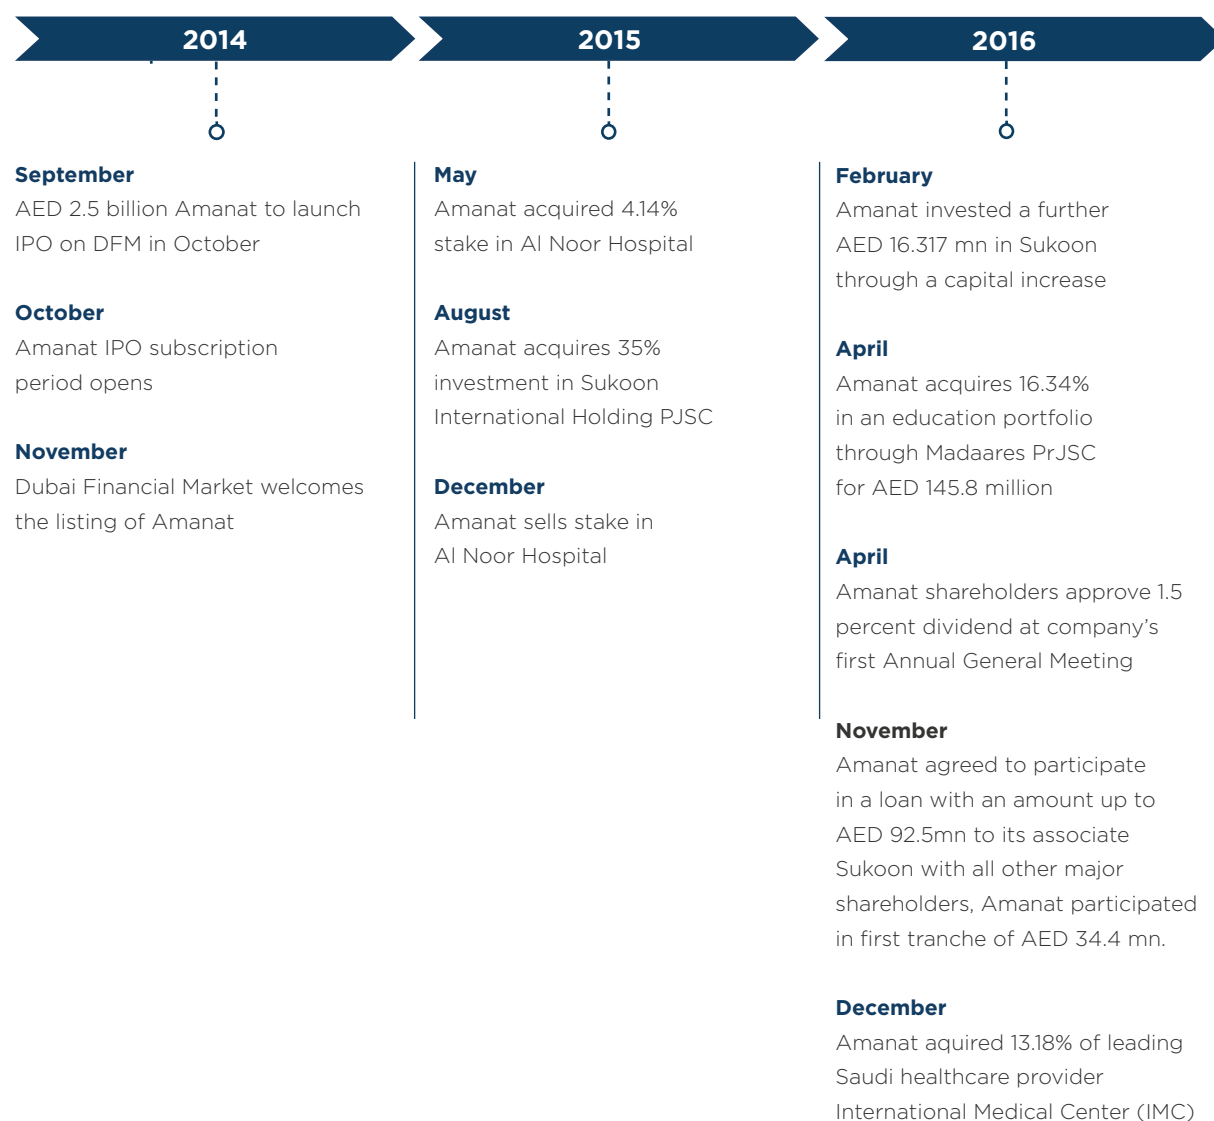 2014
September
AED 2.5 billion Amanat to launch
IPO on DFM in October
October
Amanat IPO subscription
period opens
November
Dubai Financial Market welcomes
the listing of Amanat
2015
May
Amanat acquired 4.14%
stake in Al Noor Hospital
August
Amanat acquires 35%
investment in Sukoon
International Holding PJSC
December
Amanat sells stake in
Al Noor Hospital
2016
February
Amanat invested a further
AED 16.317 mn in Sukoon
through a capital increase
April
Amanat acquires 16.34%
in an education portfolio
through Madaares PrJSC
for AED 145.8 million
April
Amanat shareholders approve 1.5
percent dividend at company’s
first Annual General Meeting
November
Amanat agreed to participate
in a loan with an amount up to
AED 92.5mn to its associate
Sukoon with all other major
shareholders, Amanat participated
in first tranche of AED 34.4 mn.
December
Amanat aquired 13.18% of leading
Saudi healthcare provider
International Medical Center (IMC)